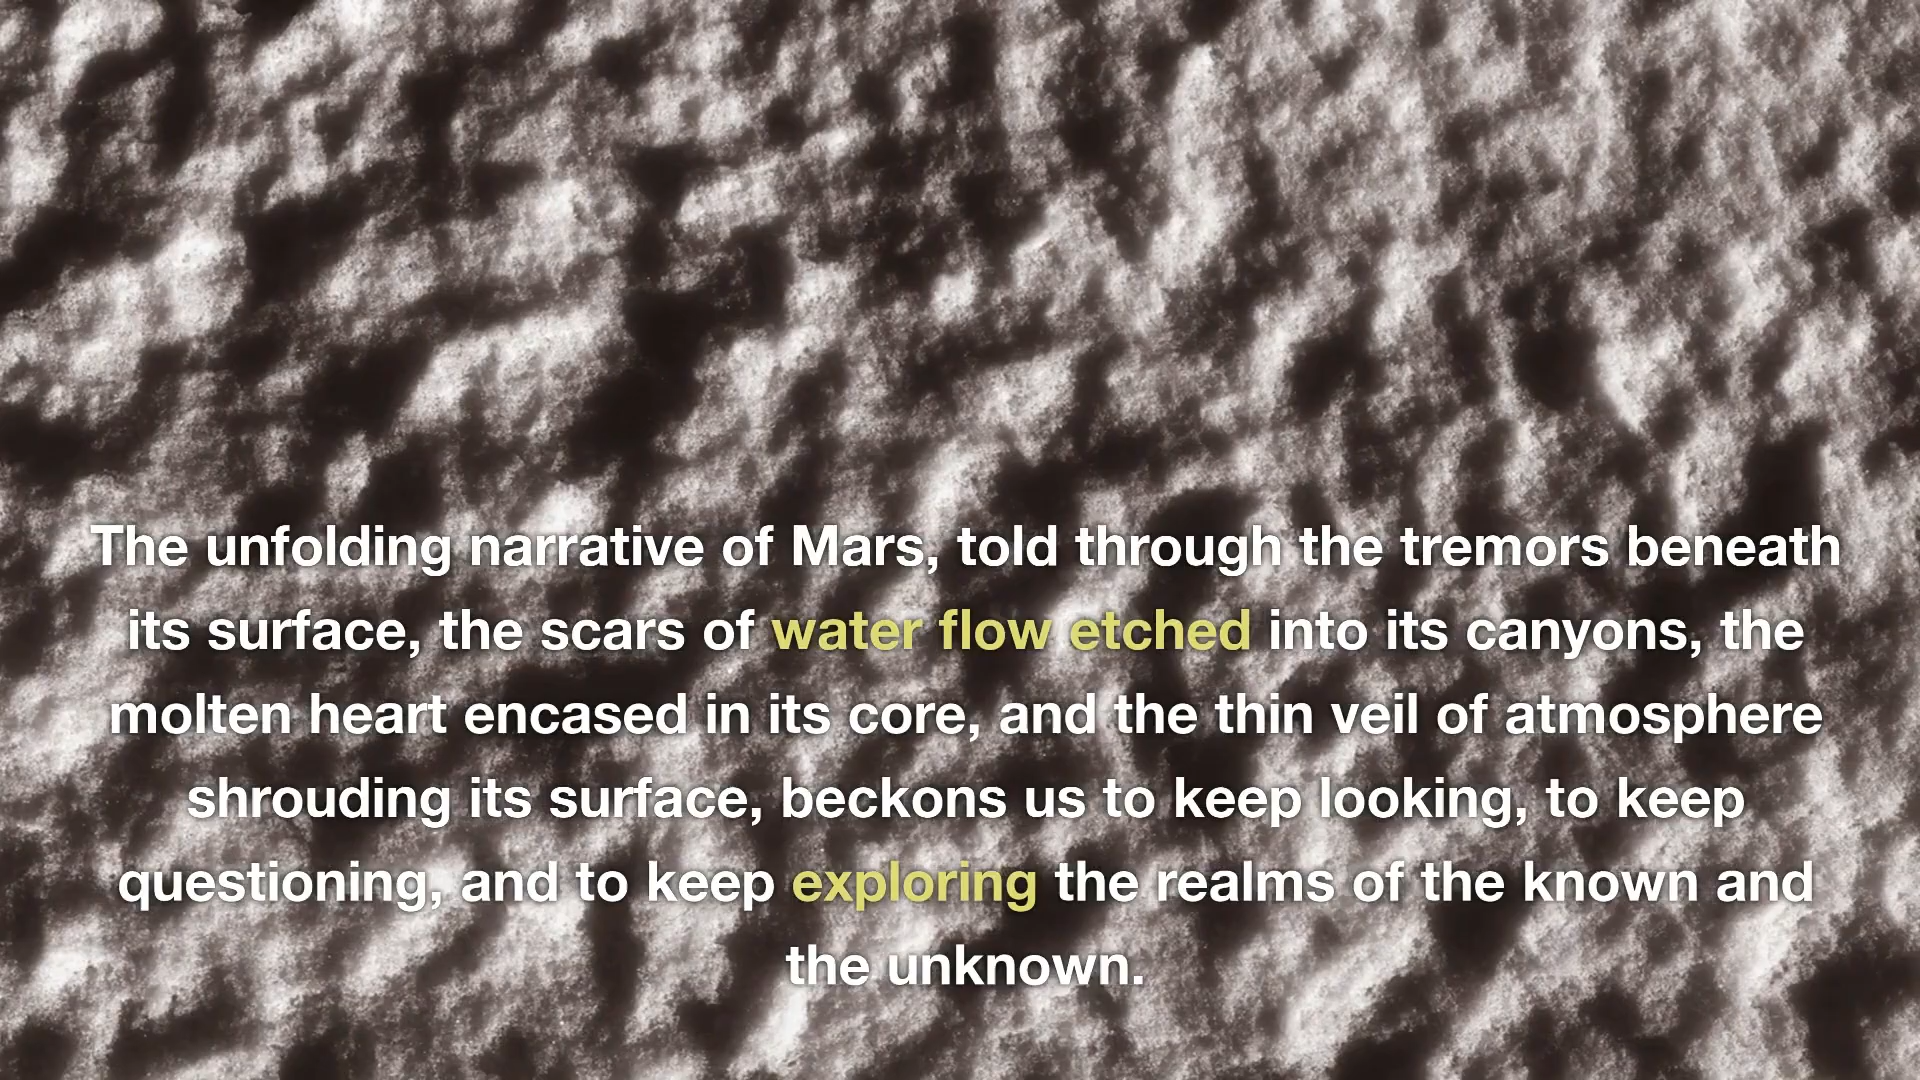 The unfolding narrative of Mars, told through the tremors beneath
its surface, the scars of water flow etched into its canyons, the
molten heart encased in its core, and the thin veil of atmosphere
shrouding its surface, beckons us to keep looking, to keep
questioning, and to keep exploring the realms of the known and
the unknown.